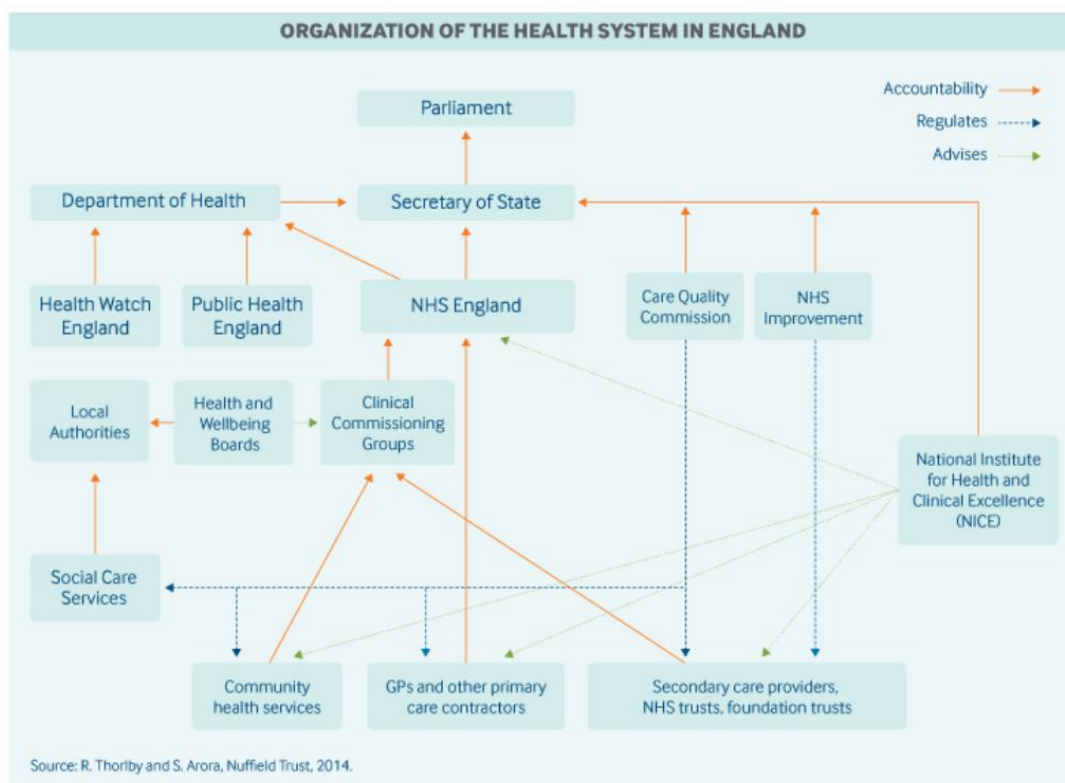 ORGANIZATION OF THE HEALTH SYSTEM IN ENGLAND
Accountability
Regulates
Advises
Parliament
Department of Health
Secretary of State
Health Watch
England
Public Health
England
NHS England
Care Quality
Commission
NHS
Improvement
Local
Authorities
Health and
Wellbeing
Boards
Clinical
Commissioning
Groups
National Institute
for Health and
Clinical Excellence
(NICE)
Social Care
Services
Community
health services
GPs and other primary
care contractors
Secondary care providers,
NHS trusts, foundation trusts
Source: R. Thorlby and S. Arora, Nuffield Trust, 2014.